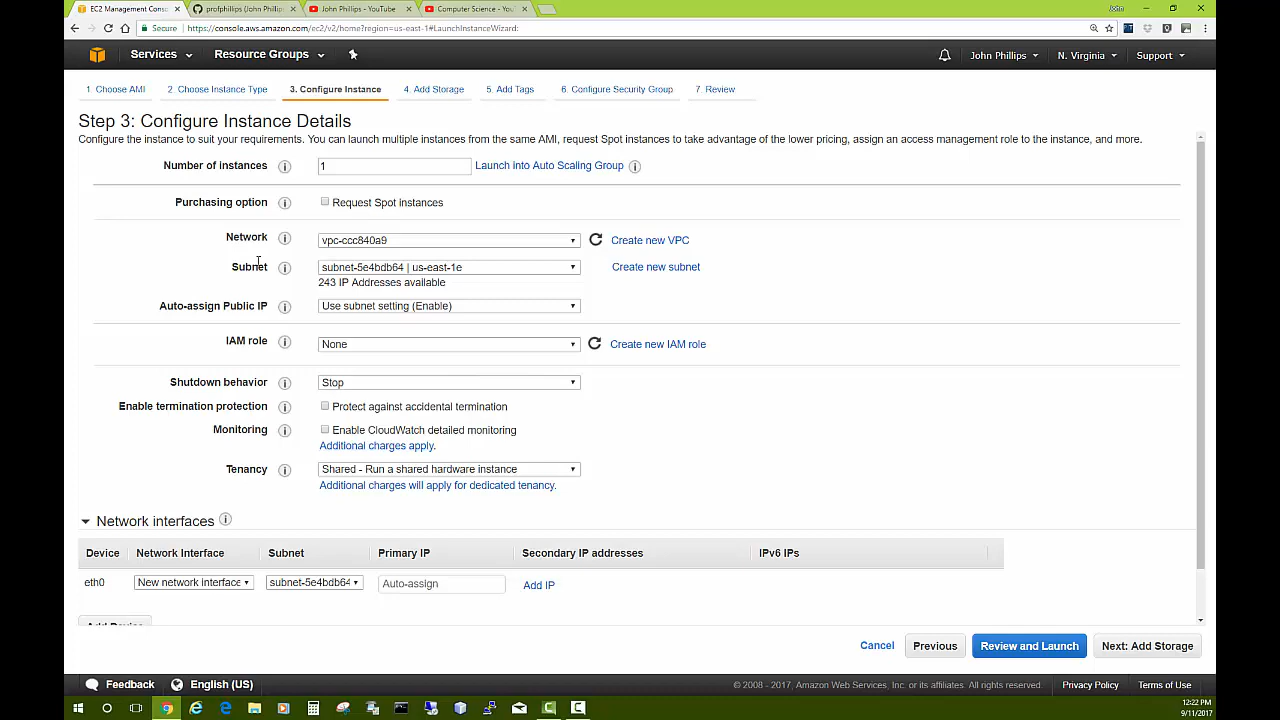 EC2 Management Conso
profphillips (John Phillip
John Phillips - YouTube
Computer Science - You
John
Secure
https://console.aws.amazon.com/ec2/v2/home?region=us-east-1#LaunchInstanceWizard:
Services
Resource Groups
John Phillips
N. Virginia
Support
1. Choose AMI
2. Choose Instance Type
3. Configure Instance
4. Add Storage
5. Add Tags
6. Configure Security Group
7. Review
Step 3: Configure Instance Details
Configure the instance to suit your requirements. You can launch multiple instances from the same AMI, request Spot instances to take advantage of the lower pricing, assign an access management role to the instance, and more.
Number of instances
1
Launch into Auto Scaling Group
Purchasing option
Request Spot instances
Network
vpc-ccc840a9
Create new VPC
Subnet
subnet-5e4bdb64 | us-east-1e
Create new subnet
243 IP Addresses available
Auto-assign Public IP
Use subnet setting (Enable)
IAM role
None
Create new IAM role
Shutdown behavior
Stop
Enable termination protection
Protect against accidental termination
Monitoring
Enable CloudWatch detailed monitoring
Additional charges apply.
Tenancy
Shared - Run a shared hardware instance
Additional charges will apply for dedicated tenancy.
Network interfaces
Device
Network Interface
Subnet
Primary IP
Secondary IP addresses
IPv6 IPs
eth0
New network interface
subnet-5e4bdb64
Auto-assign
Add IP
Add Device
Cancel
Previous
Review and Launch
Next: Add Storage
Feedback
English (US)
© 2008 - 2017, Amazon Web Services, Inc. or its affiliates. All rights reserved.
Privacy Policy
Terms of Use
12:22 PM
9/11/2017